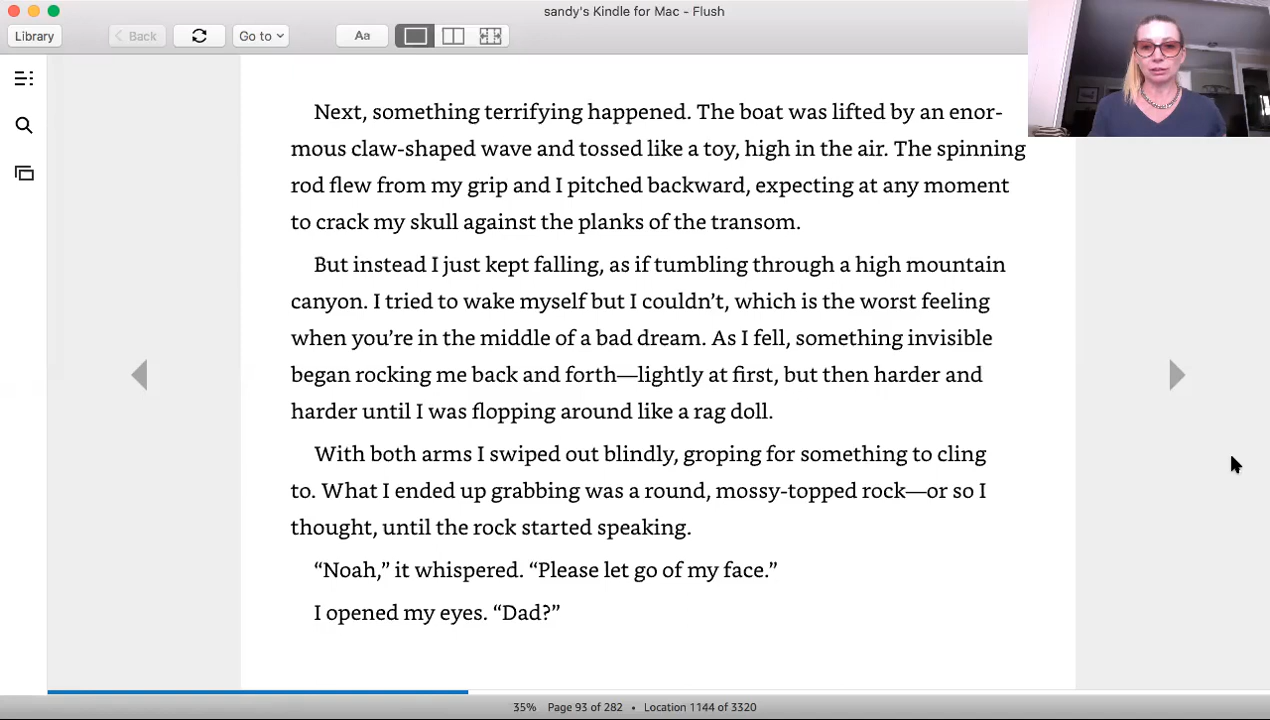 sandy's Kindle for Mac - Flush
Library
Back
Go to
Aa
Next, something terrifying happened. The boat was lifted by an enor-
mous claw-shaped wave and tossed like a toy, high in the air. The spinning
rod flew from my grip and I pitched backward, expecting at any moment
to crack my skull against the planks of the transom.
But instead I just kept falling, as if tumbling through a high mountain
canyon. I tried to wake myself but I couldn’t, which is the worst feeling
when you’re in the middle of a bad dream. As I fell, something invisible
began rocking me back and forth—lightly at first, but then harder and
harder until I was flopping around like a rag doll.
With both arms I swiped out blindly, groping for something to cling
to. What I ended up grabbing was a round, mossy-topped rock—or so I
thought, until the rock started speaking.
“Noah,” it whispered. “Please let go of my face.”
I opened my eyes. “Dad?”
35% Page 93 of 282 • Location 1144 of 3320